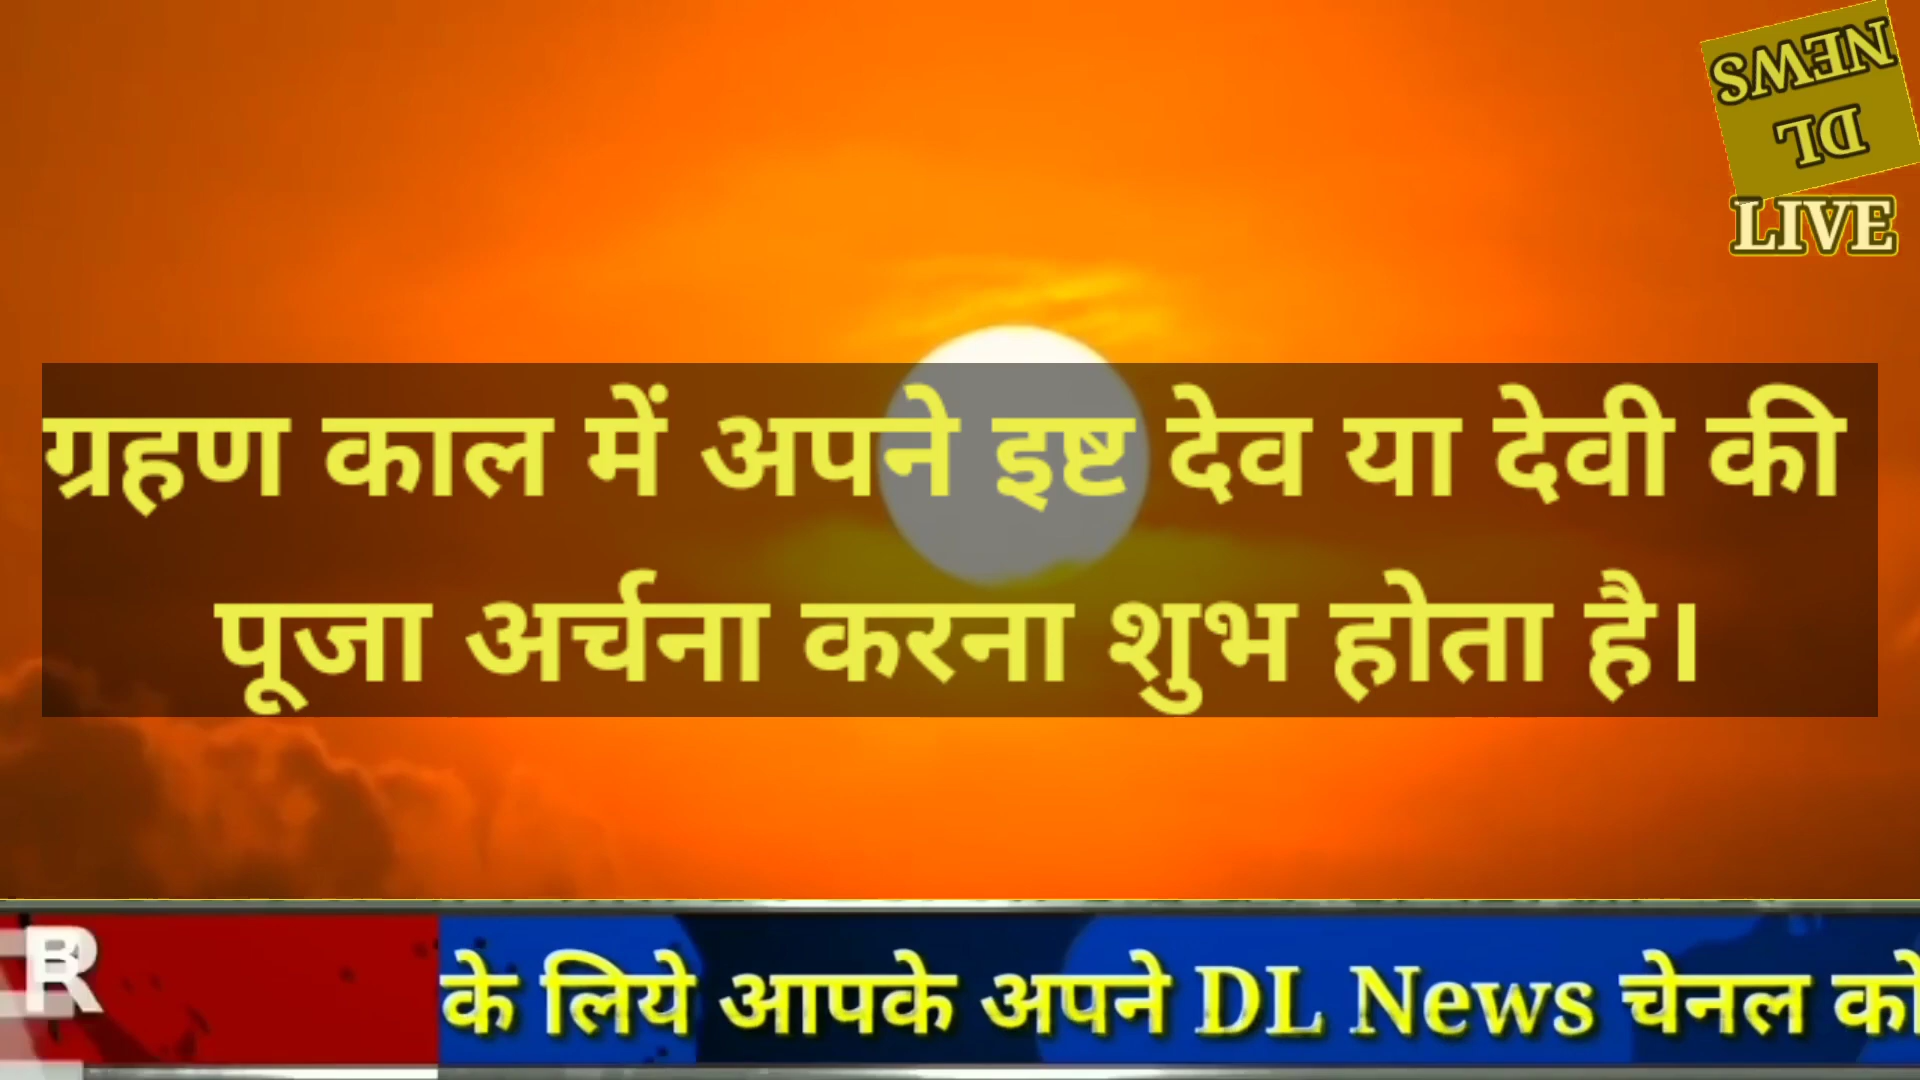 NEWS
DL
LIVE
ग्रहण काल में अपने इष्ट देव या देवी की
पूजा अर्चना करना शुभ होता है।
के लिये आपके अपने DL News चेनल को